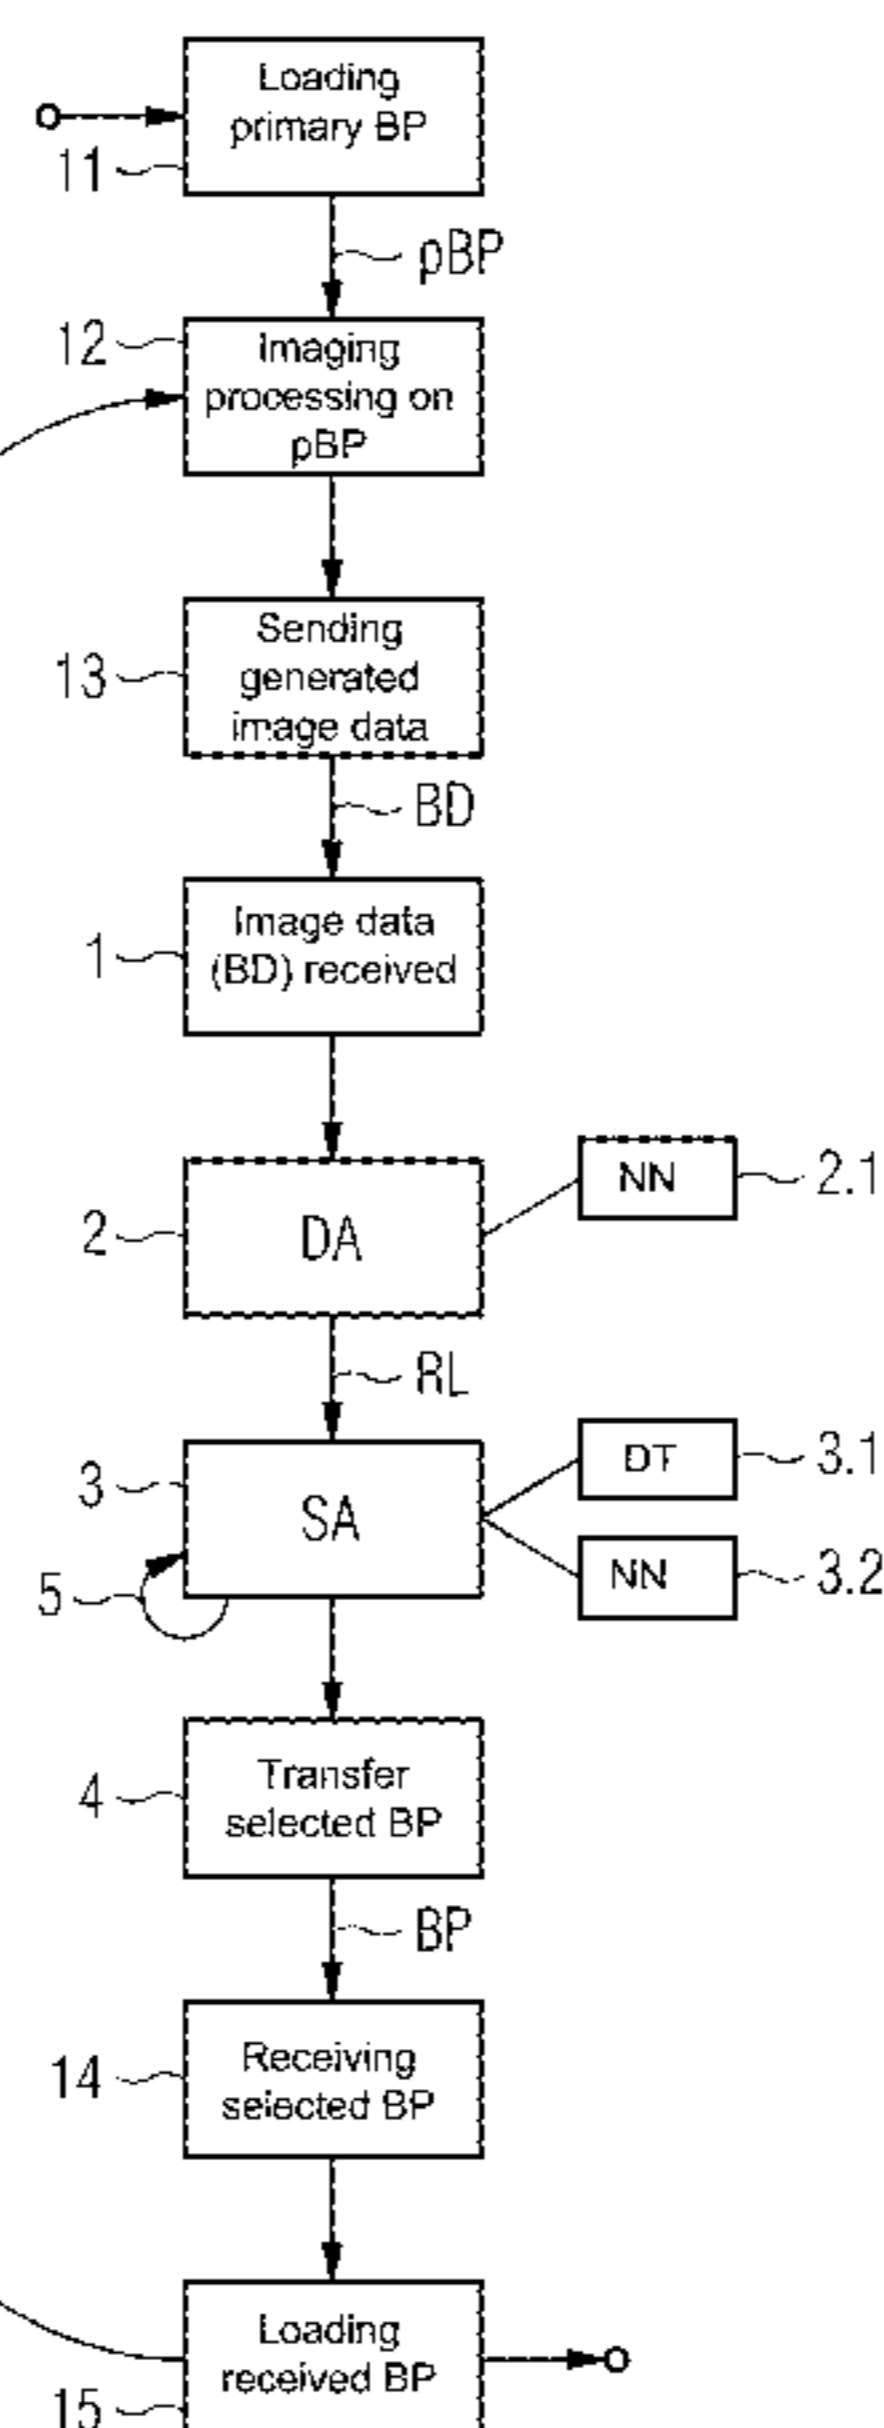 Loading
primary BP
11
pBP
12
Imaging
processing on
pBP
Sending
13
generated
image data
BD
Image data
1
(BD) received
NN
2.1
2
DA
RL
3
SA
DT
3.1
5
NN
3.2
Transfer
4
selected BP
BP
Receiving
14
selected BP
Loading
received BP
15